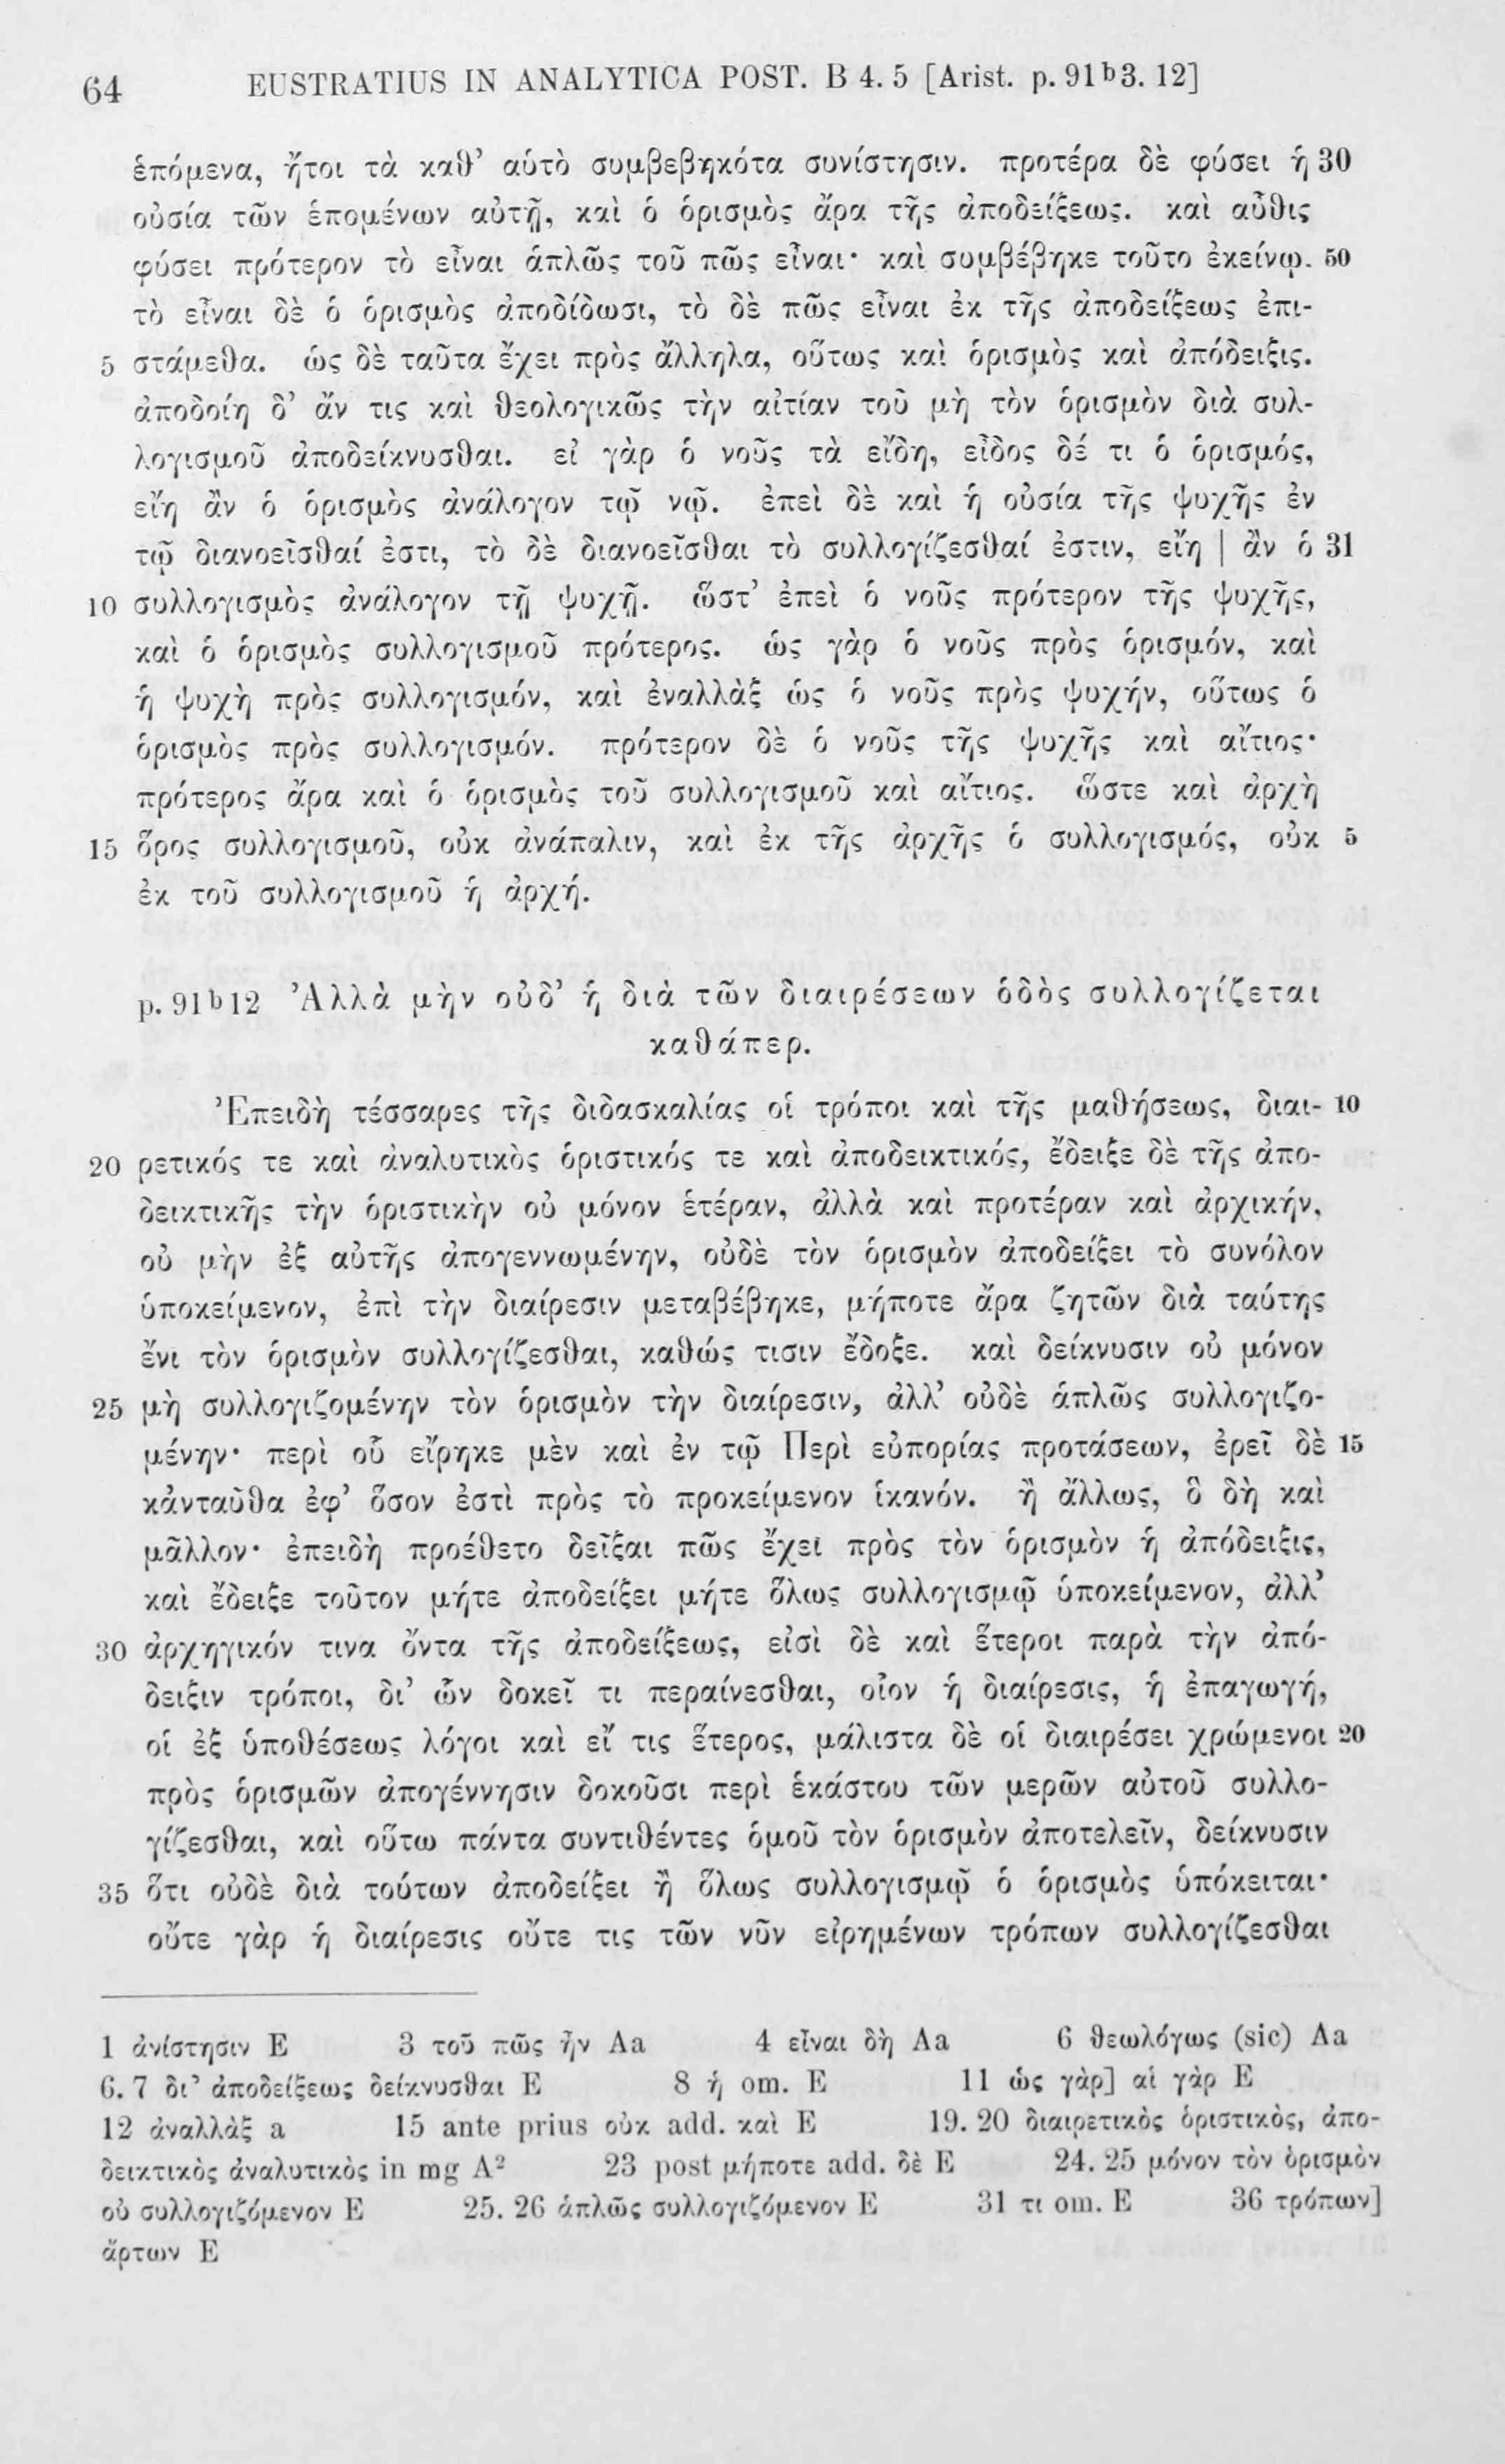 64 EUSTRATIUS IN ANALYTICA POST. B 4. 5 [Arist. p. 91ᵇ3. 12]
ἑπόμενα, ἤτοι τὰ καθ’ αὑτὸ συμβεβηκότα συνίστησιν. προτέρα δὲ φύσει ἡ 30
οὐσία τῶν ἑπομένων αὐτῇ, καὶ ὁ ὁρισμὸς ἄρα τῆς ἀποδείξεως. καὶ αὖθις
φύσει πρότερον τὸ εἶναι ἁπλῶς τοῦ πῶς εἶναι· καὶ συμβέβηκε τοῦτο ἐκείνῳ. 50
τὸ εἶναι δὲ ὁ ὁρισμὸς ἀποδίδωσι, τὸ δὲ πῶς εἶναι ἐκ τῆς ἀποδείξεως ἐπι-
5 στάμεθα. ὡς δὲ ταῦτα ἔχει πρὸς ἄλληλα, οὕτως καὶ ὁρισμὸς καὶ ἀπόδειξις.
ἀποδοίη δ’ ἄν τις καὶ θεολογικῶς τὴν αἰτίαν τοῦ μὴ τὸν ὁρισμὸν διὰ συλ-
λογισμοῦ ἀποδείκνυσθαι. εἰ γὰρ ὁ νοῦς τὰ εἴδη, εἶδος δέ τι ὁ ὁρισμός,
εἴη ἂν ὁ ὁρισμὸς ἀνάλογον τῷ νῷ. ἐπεὶ δὲ καὶ ἡ οὐσία τῆς ψυχῆς ἐν
τῷ διανοεῖσθαί ἐστι, τὸ δὲ διανοεῖσθαι τὸ συλλογίζεσθαί ἐστιν, εἴη | ἂν ὁ 31
10 συλλογισμὸς ἀνάλογον τῇ ψυχῇ. ὥστ’ ἐπεὶ ὁ νοῦς πρότερον τῆς ψυχῆς,
καὶ ὁ ὁρισμὸς συλλογισμοῦ πρότερος. ὡς γὰρ ὁ νοῦς πρὸς ὁρισμόν, καὶ
ἡ ψυχὴ πρὸς συλλογισμόν, καὶ ἐναλλὰξ ὡς ὁ νοῦς πρὸς ψυχήν, οὕτως ὁ
ὁρισμὸς πρὸς συλλογισμόν. πρότερον δὲ ὁ νοῦς τῆς ψυχῆς καὶ αἴτιος·
πρότερος ἄρα καὶ ὁ ὁρισμὸς τοῦ συλλογισμοῦ καὶ αἴτιος. ὥστε καὶ ἀρχὴ
15 ὅρος συλλογισμοῦ, οὐκ ἀνάπαλιν, καὶ ἐκ τῆς ἀρχῆς ὁ συλλογισμός, οὐκ 5
ἐκ τοῦ συλλογισμοῦ ἡ ἀρχή.
p. 91ᵇ12 Ἀλλὰ μὴν οὐδ’ ἡ διὰ τῶν διαιρέσεων ὁδὸς συλλογίζεται
καθάπερ.
Ἐπειδὴ τέσσαρες τῆς διδασκαλίας οἱ τρόποι καὶ τῆς μαθήσεως, διαι- 10
20 ρετικός τε καὶ ἀναλυτικὸς ὁριστικός τε καὶ ἀποδεικτικός, ἔδειξε δὲ τῆς ἀπο-
δεικτικῆς τὴν ὁριστικὴν οὐ μόνον ἑτέραν, ἀλλὰ καὶ προτέραν καὶ ἀρχικήν,
οὐ μὴν ἐξ αὐτῆς ἀπογεννωμένην, οὐδὲ τὸν ὁρισμὸν ἀποδείξει τὸ συνόλον
ὑποκείμενον, ἐπὶ τὴν διαίρεσιν μεταβέβηκε, μήποτε ἄρα ζητῶν διὰ ταύτης
ἔνι τὸν ὁρισμὸν συλλογίζεσθαι, καθώς τισιν ἔδοξε. καὶ δείκνυσιν οὐ μόνον
25 μὴ συλλογιζομένην τὸν ὁρισμὸν τὴν διαίρεσιν, ἀλλ’ οὐδὲ ἁπλῶς συλλογιζο-
μένην· περὶ οὗ εἴρηκε μὲν καὶ ἐν τῷ Περὶ εὐπορίας προτάσεων, ἐρεῖ δὲ 15
κἀνταῦθα ἐφ’ ὅσον ἐστὶ πρὸς τὸ προκείμενον ἱκανόν. ἢ ἄλλως, ὃ δὴ καὶ
μᾶλλον· ἐπειδὴ προέθετο δεῖξαι πῶς ἔχει πρὸς τὸν ὁρισμὸν ἡ ἀπόδειξις,
καὶ ἔδειξε τοῦτον μήτε ἀποδείξει μήτε ὅλως συλλογισμῷ ὑποκείμενον, ἀλλ’
30 ἀρχηγικόν τινα ὄντα τῆς ἀποδείξεως, εἰσὶ δὲ καὶ ἕτεροι παρὰ τὴν ἀπό-
δειξιν τρόποι, δι’ ὧν δοκεῖ τι περαίνεσθαι, οἷον ἡ διαίρεσις, ἡ ἐπαγωγή,
οἱ ἐξ ὑποθέσεως λόγοι καὶ εἴ τις ἕτερος, μάλιστα δὲ οἱ διαιρέσει χρώμενοι 20
πρὸς ὁρισμῶν ἀπογέννησιν δοκοῦσι περὶ ἑκάστου τῶν μερῶν αὐτοῦ συλλο-
γίζεσθαι, καὶ οὕτω πάντα συντιθέντες ὁμοῦ τὸν ὁρισμὸν ἀποτελεῖν, δείκνυσιν
35 ὅτι οὐδὲ διὰ τούτων ἀποδείξει ἢ ὅλως συλλογισμῷ ὁ ὁρισμὸς ὑπόκειται·
οὔτε γὰρ ἡ διαίρεσις οὔτε τις τῶν νῦν εἰρημένων τρόπων συλλογίζεσθαι
1 ἀνίστησιν E 3 τοῦ πῶς ἦν Aa 4 εἶναι δὴ Aa 6 θεωλόγως (sic) Aa
6. 7 δι’ ἀποδείξεως δείκνυσθαι E 8 ἡ om. E 11 ὡς γὰρ] αἱ γὰρ E
12 ἀναλλὰξ a 15 ante prius οὐκ add. καὶ E 19. 20 διαιρετικὸς ὁριστικὸς, ἀπο-
δεικτικὸς ἀναλυτικὸς in mg A² 23 post μήποτε add. δὲ E 24. 25 μόνον τὸν ὁρισμὸν
οὐ συλλογιζόμενον E 25. 26 ἁπλῶς συλλογιζόμενον E 31 τι om. E 36 τρόπων]
ἄρτων E